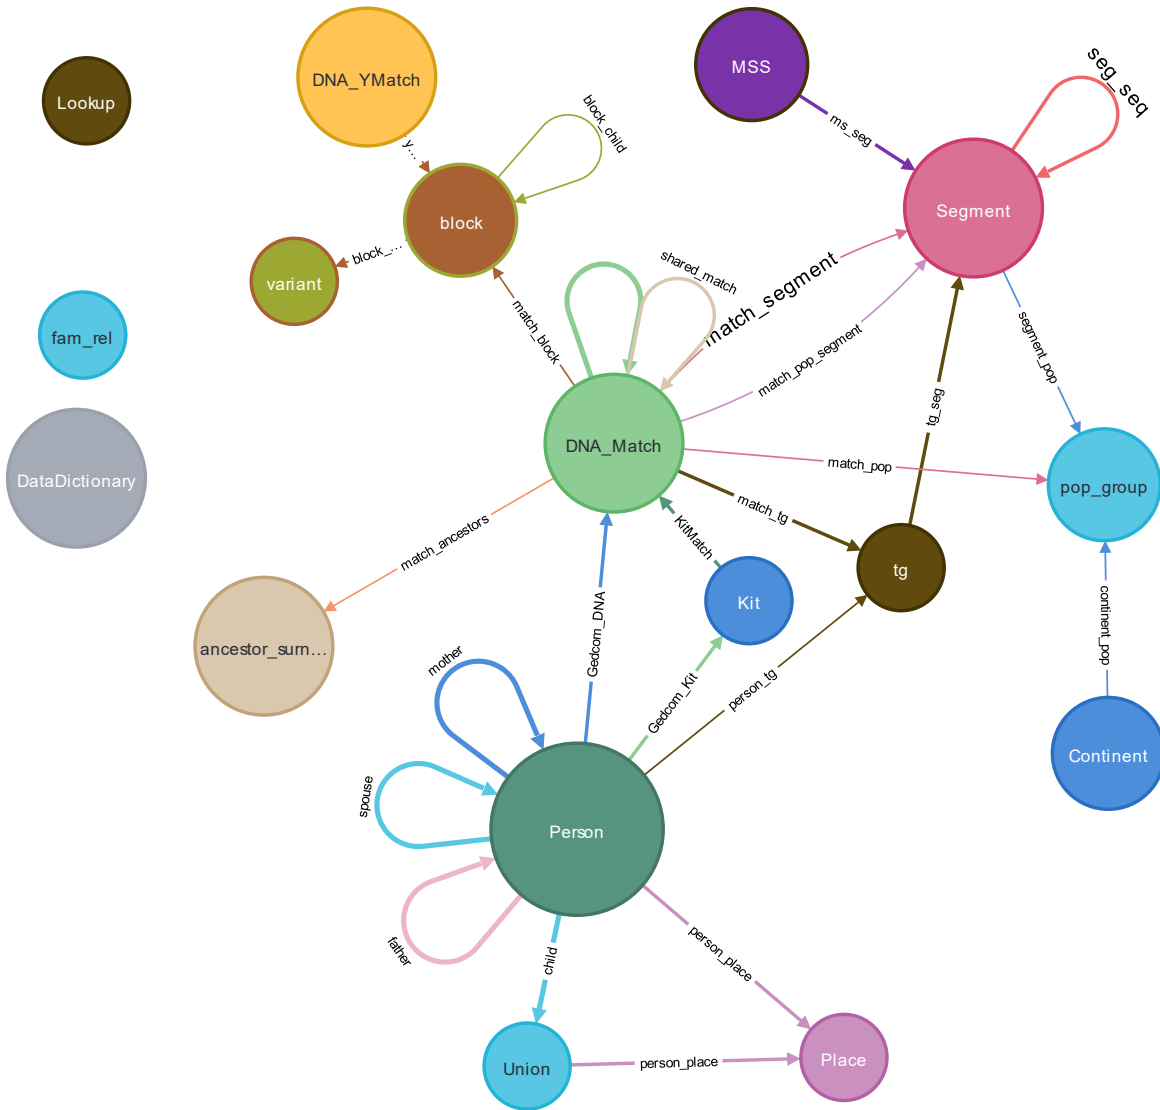 DNA_YMatch
MSS
Lookup
seg_seq
block_child
ms_seg
y…
block
Segment
block_…
variant
shared_match
match_segment
match_block
fam_rel
match_pop_segment
segment_pop
tg_seg
DNA_Match
DataDictionary
match_pop
pop_group
match_tg
match_ancestors
KitMatch
tg
Kit
Gedcom_DNA
continent_pop
ancestor_surn…
mother
Gedcom_Kit
person_tg
Continent
spouse
Person
father
child
person_place
Union
person_place
Place